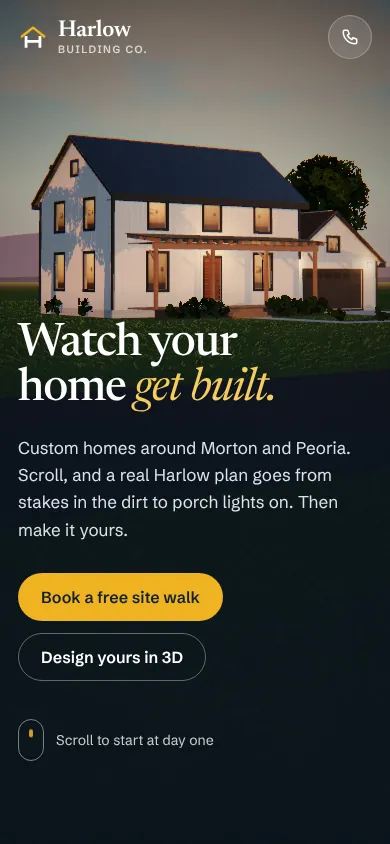 Harlow
BUILDING CO.
Watch your
home get built.
Custom homes around Morton and Peoria.
Scroll, and a real Harlow plan goes from
stakes in the dirt to porch lights on. Then
make it yours.
Book a free site walk
Design yours in 3D
Scroll to start at day one